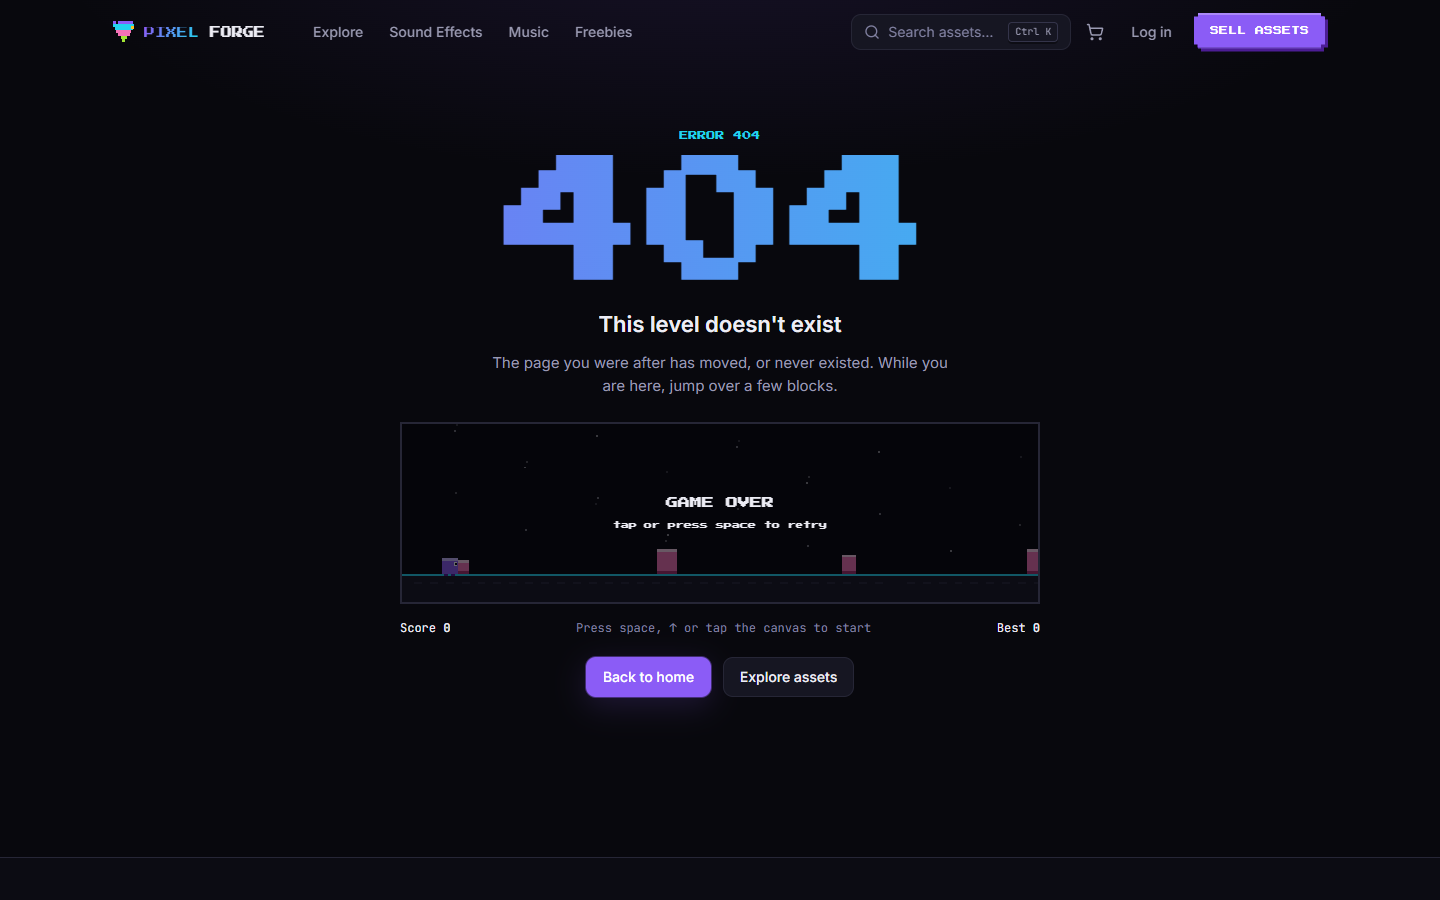 PIXEL FORGE
Explore
Sound Effects
Music
Freebies
Search assets...
Ctrl K
Log in
SELL ASSETS
ERROR 404
404
This level doesn't exist
The page you were after has moved, or never existed. While you
are here, jump over a few blocks.
GAME OVER
tap or press space to retry
Score 0
Press space, ↑ or tap the canvas to start
Best 0
Back to home
Explore assets